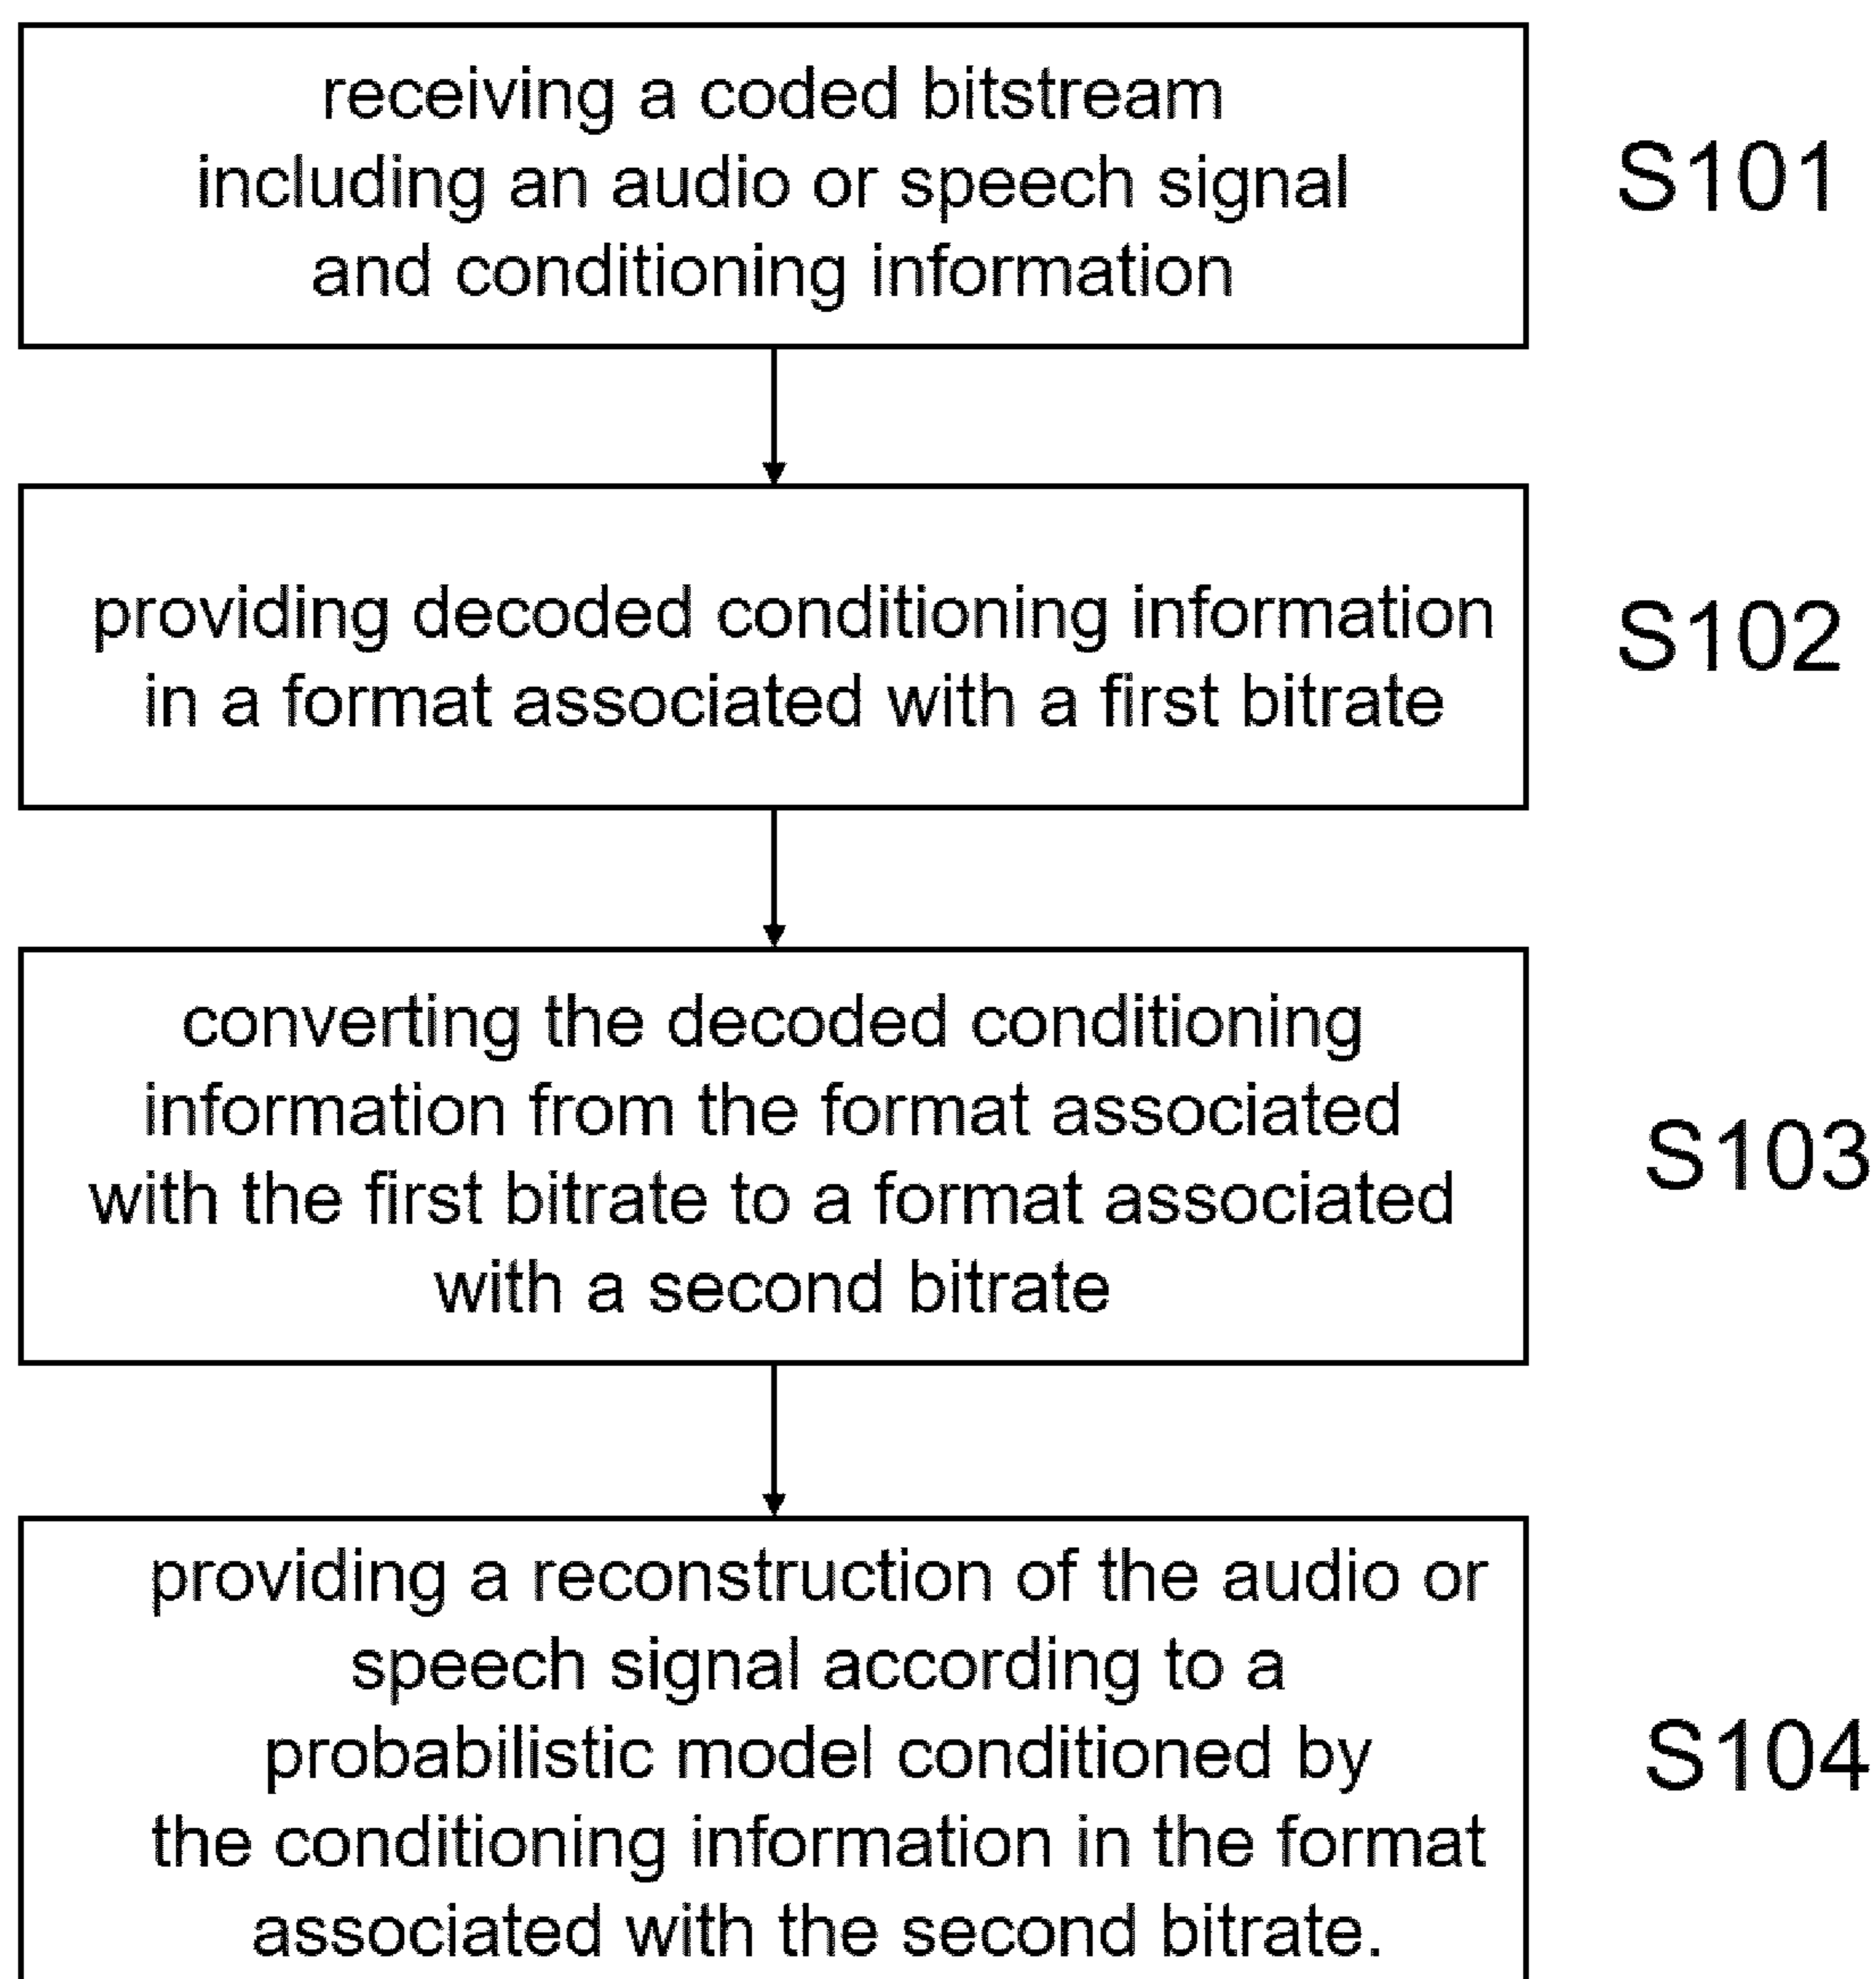 receiving a coded bitstream
including an audio or speech signal
and conditioning information
S101
providing decoded conditioning information
in a format associated with a first bitrate
S102
converting the decoded conditioning
information from the format associated
with the first bitrate to a format associated
with a second bitrate
S103
providing a reconstruction of the audio or
speech signal according to a
probabilistic model conditioned by
the conditioning information in the format
associated with the second bitrate.
S104